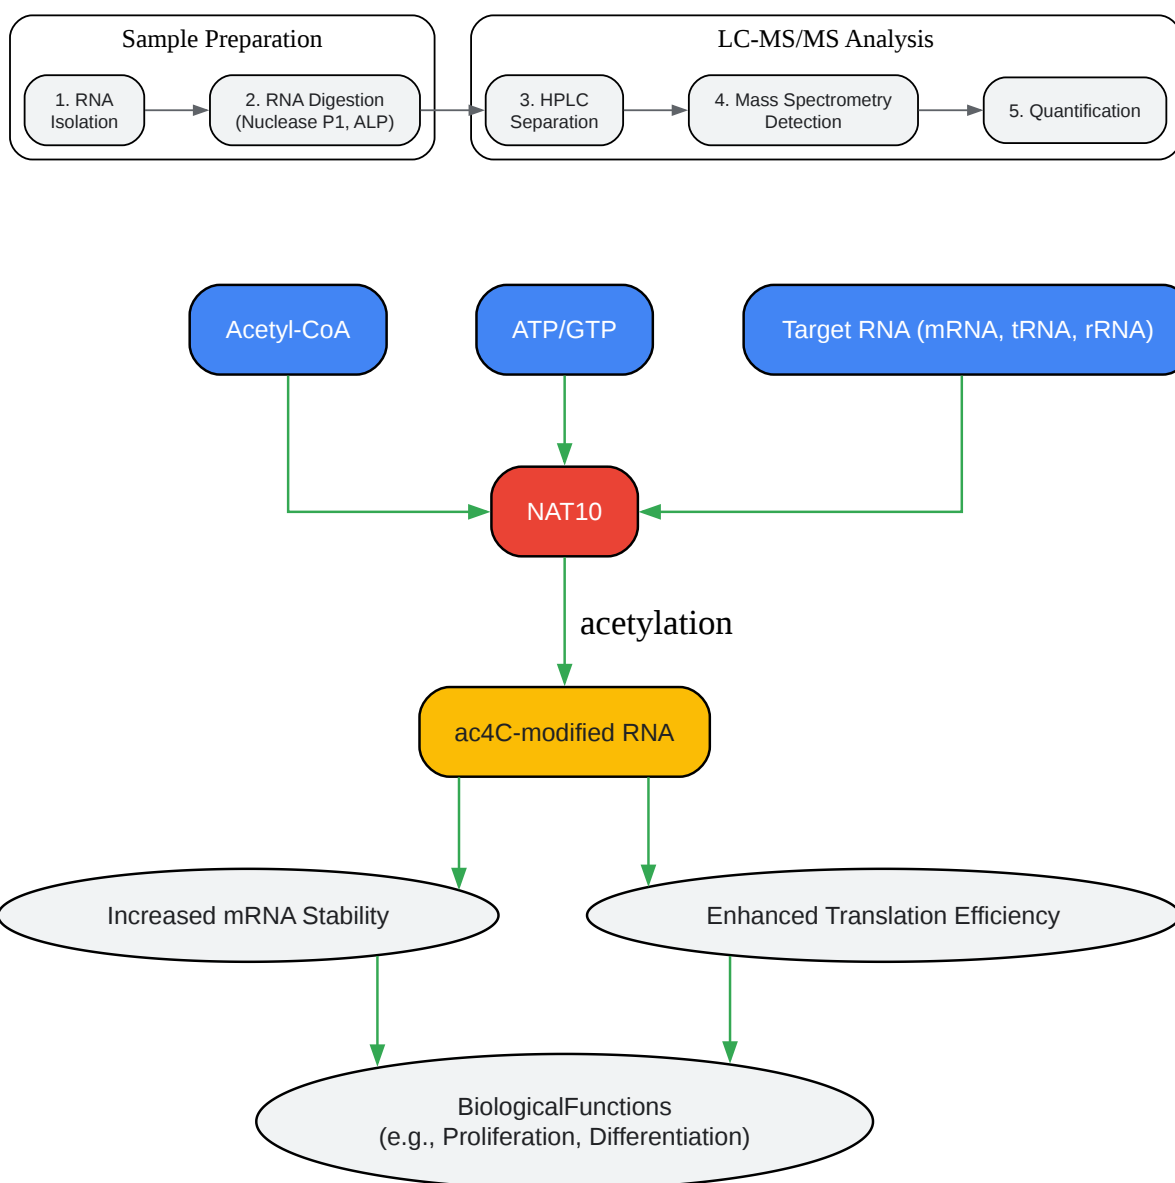 Sample Preparation
LC-MS/MS Analysis
1. RNA
Isolation
2. RNA Digestion
(Nuclease P1, ALP)
3. HPLC
Separation
4. Mass Spectrometry
Detection
5. Quantification
Acetyl-CoA
ATP/GTP
Target RNA (mRNA, tRNA, rRNA)
NAT10
acetylation
ac4C-modified RNA
Increased mRNA Stability
Enhanced Translation Efficiency
BiologicalFunctions
(e.g., Proliferation, Differentiation)